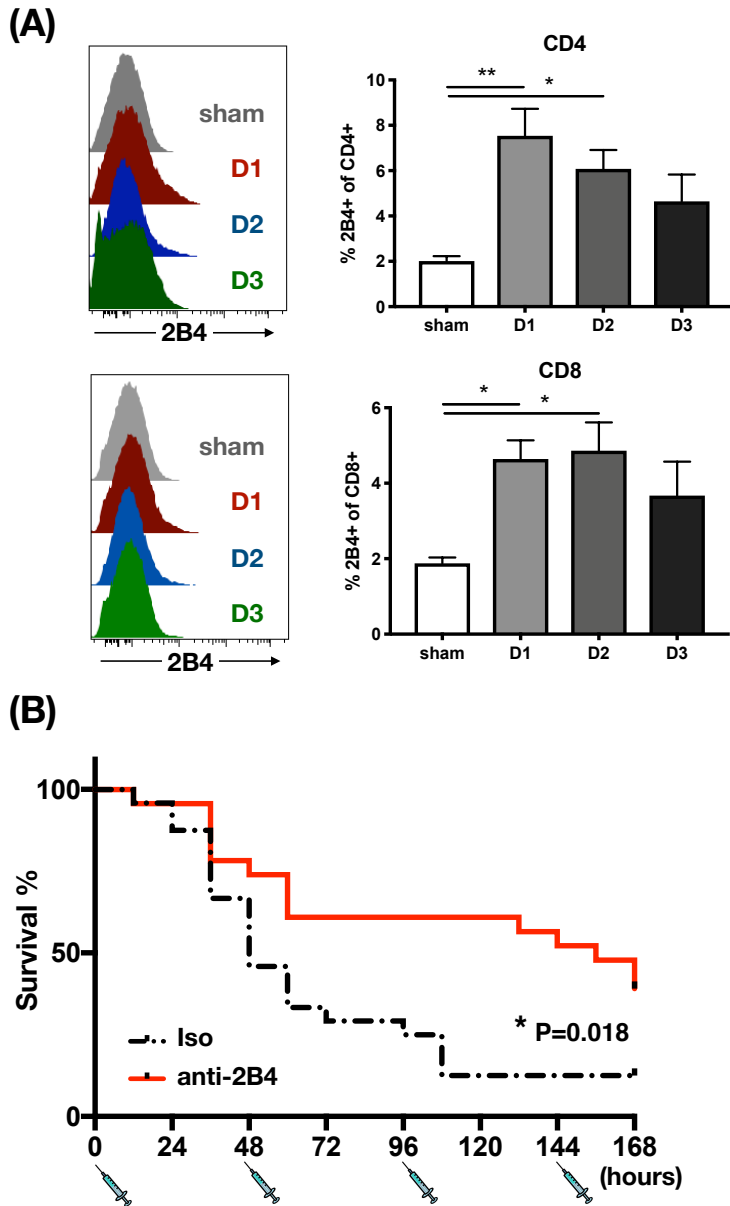 (A)
sham
D1
D2
D3
2B4
CD4
% 2B4+ of CD4+
10
8
6
4
2
0
**
*
sham D1 D2 D3
sham
D1
D2
D3
2B4
CD8
% 2B4+ of CD8+
6
4
2
0
*
*
sham D1 D2 D3
(B)
Survival %
100
50
0
Iso
anti-2B4
* P=0.018
0 24 48 72 96 120 144 168
(hours)